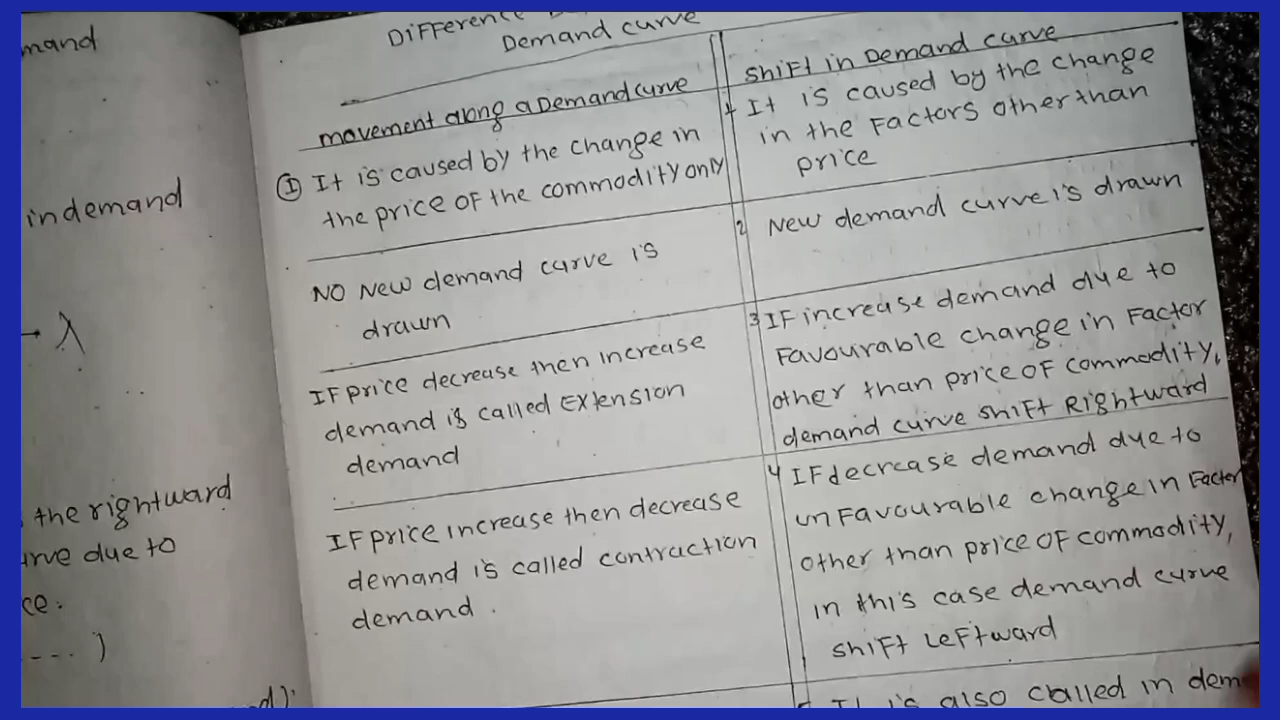 mand
in demand
→ λ
the rightward
urve due to
ce.
---- )
d):
DIFFERENCE
Demand curve
movement along a Demand curve
① It is caused by the change in
the price of the commodity only
NO New demand curve is
drawn
IF price decrease then increase
demand is called Extension
demand
IF price increase then decrease
demand is called contraction
demand.
Shift in Demand curve
1 It is caused by the change
in the Factors other than
price
2 New demand curve is drawn
3 IF increase demand due to
Favourable change in Factor
other than price of commodity,
demand curve shift Rightward
4 IF decrease demand due to
unFavourable change in Factor
other than price of commodity,
in this case demand curve
shift Leftward
It is also called in dem